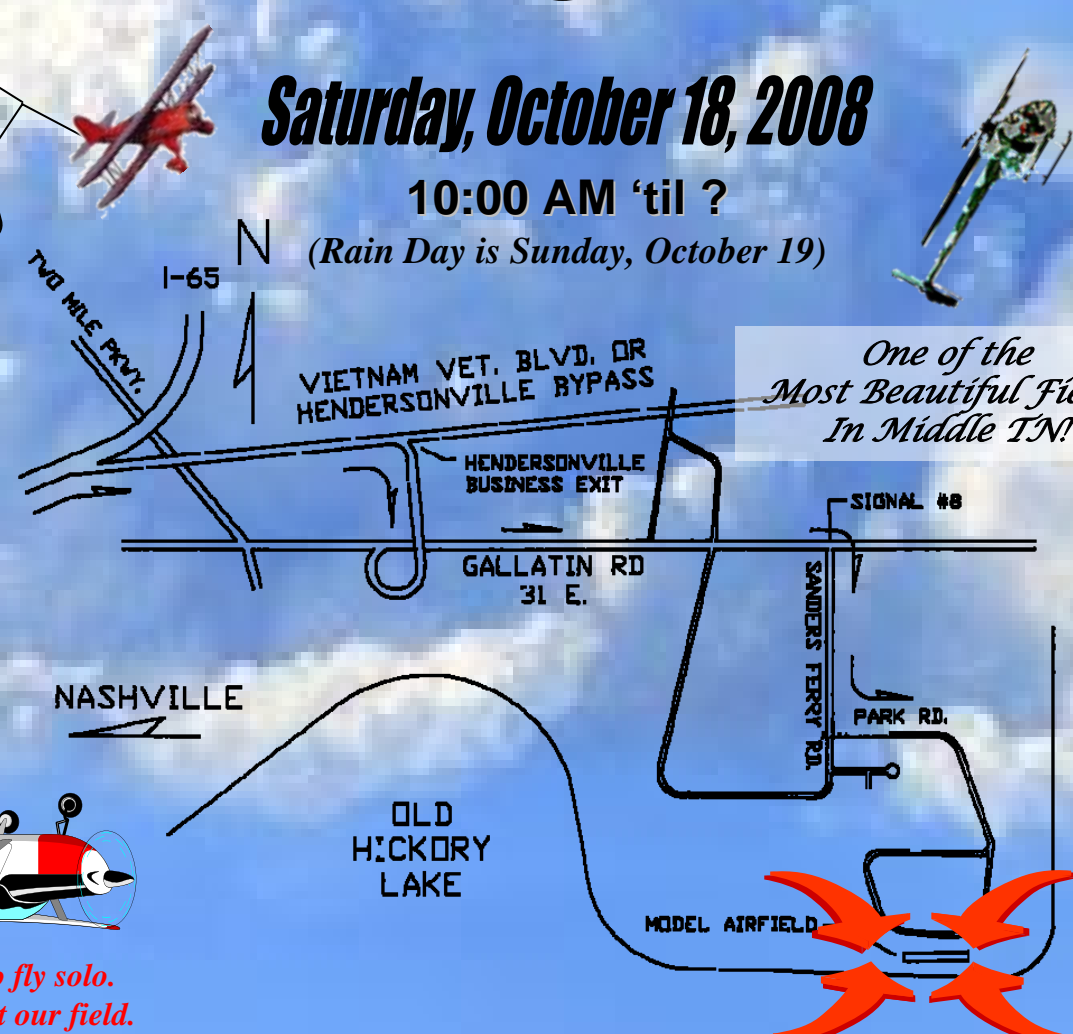 Saturday, October 18, 2008
10:00 AM ‘til ?
(Rain Day is Sunday, October 19)
N
I-65
TWO MILE PKWY.
VIETNAM VET. BLVD. OR
HENDERSONVILLE BYPASS
One of the
Most Beautiful
In Middle TN!
HENDERSONVILLE
BUSINESS EXIT
SIGNAL #8
GALLATIN RD
31 E.
SANDERS FERRY RD.
NASHVILLE
PARK RD.
OLD
HICKORY
LAKE
MODEL AIRFIELD
fly solo.
our field.